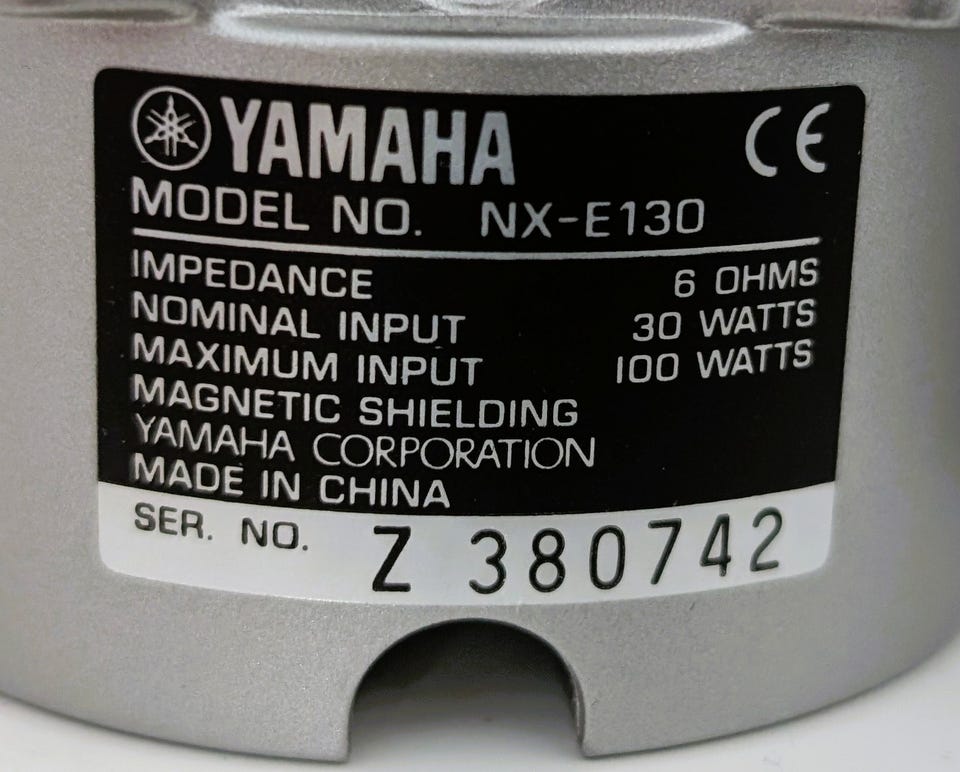 YAMAHA CE
MODEL NO. NX-E130
IMPEDANCE 6 OHMS
NOMINAL INPUT 30 WATTS
MAXIMUM INPUT 100 WATTS
MAGNETIC SHIELDING
YAMAHA CORPORATION
MADE IN CHINA
SER. NO. Z 380742